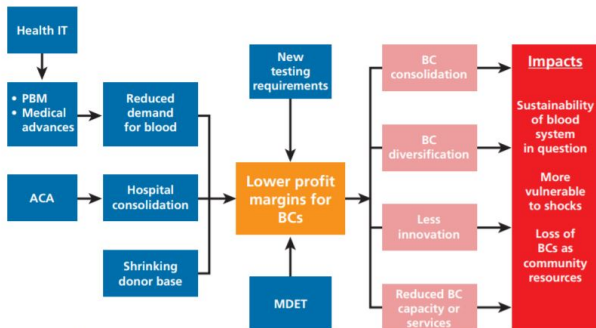 Health IT
• PBM
• Medical
advances
Reduced
demand
for blood
ACA
Hospital
consolidation
Shrinking
donor base
New
testing
requirements
Lower profit
margins for
BCs
MDET
BC
consolidation
BC
diversification
Less
innovation
Reduced BC
capacity or
services
Impacts
Sustainability
of blood
system
in question
More
vulnerable
to shocks
Loss of
BCs as
community
resources